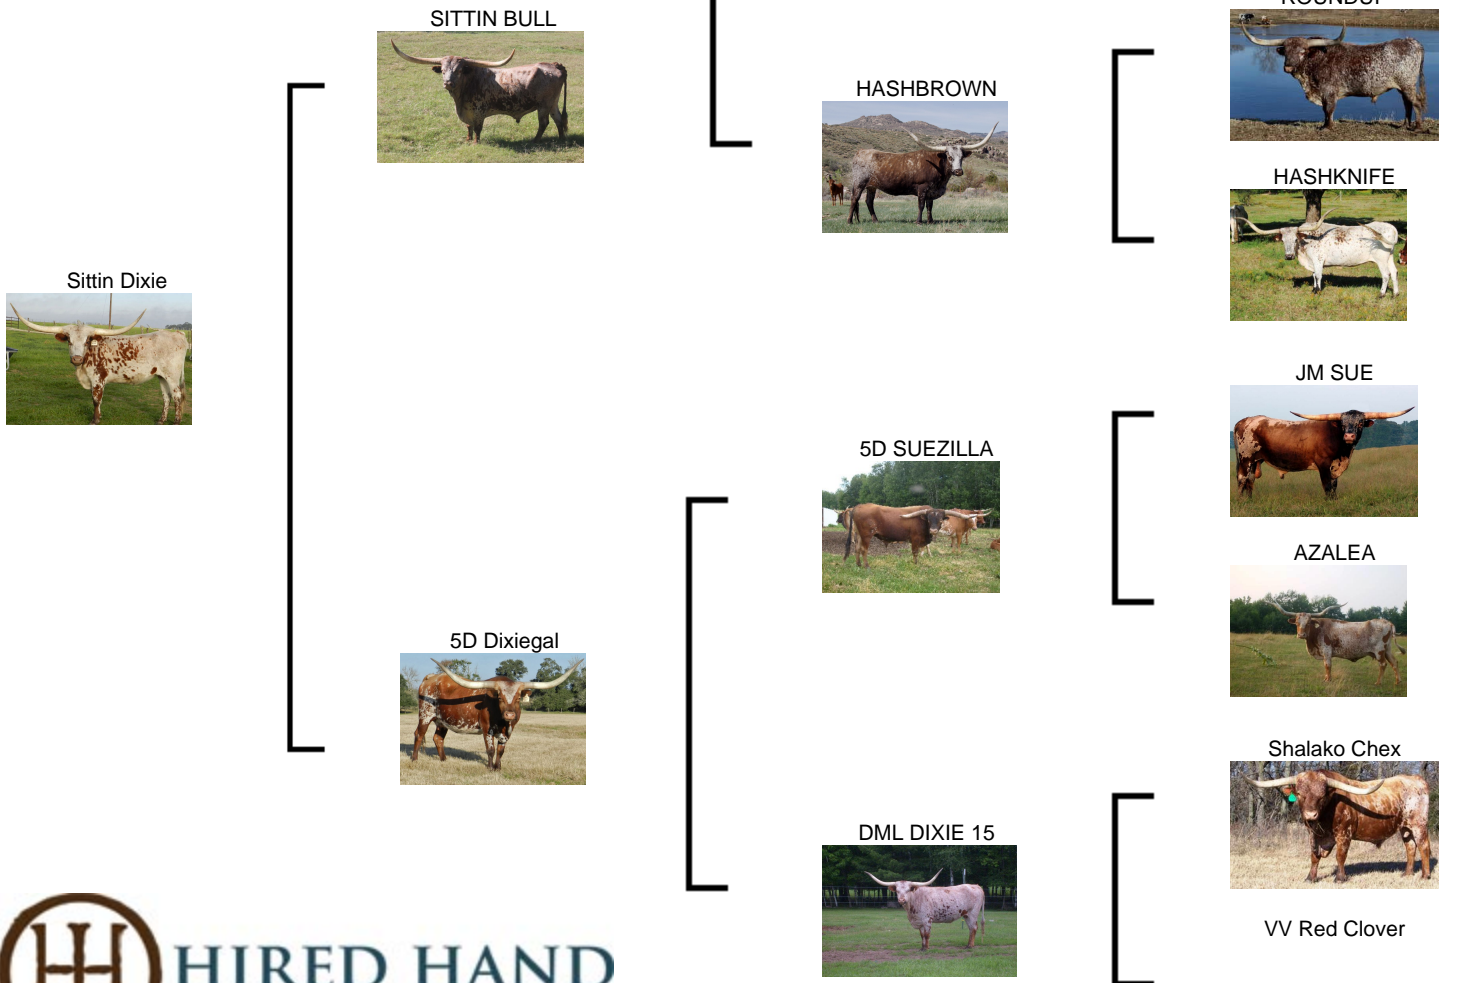 SITTIN BULL
HASHBROWN
HASHKNIFE
Sittin Dixie
JM SUE
5D SUEZILLA
AZALEA
5D Dixiegal
Shalako Chex
DML DIXIE 15
VV Red Clover
HIRED HAND